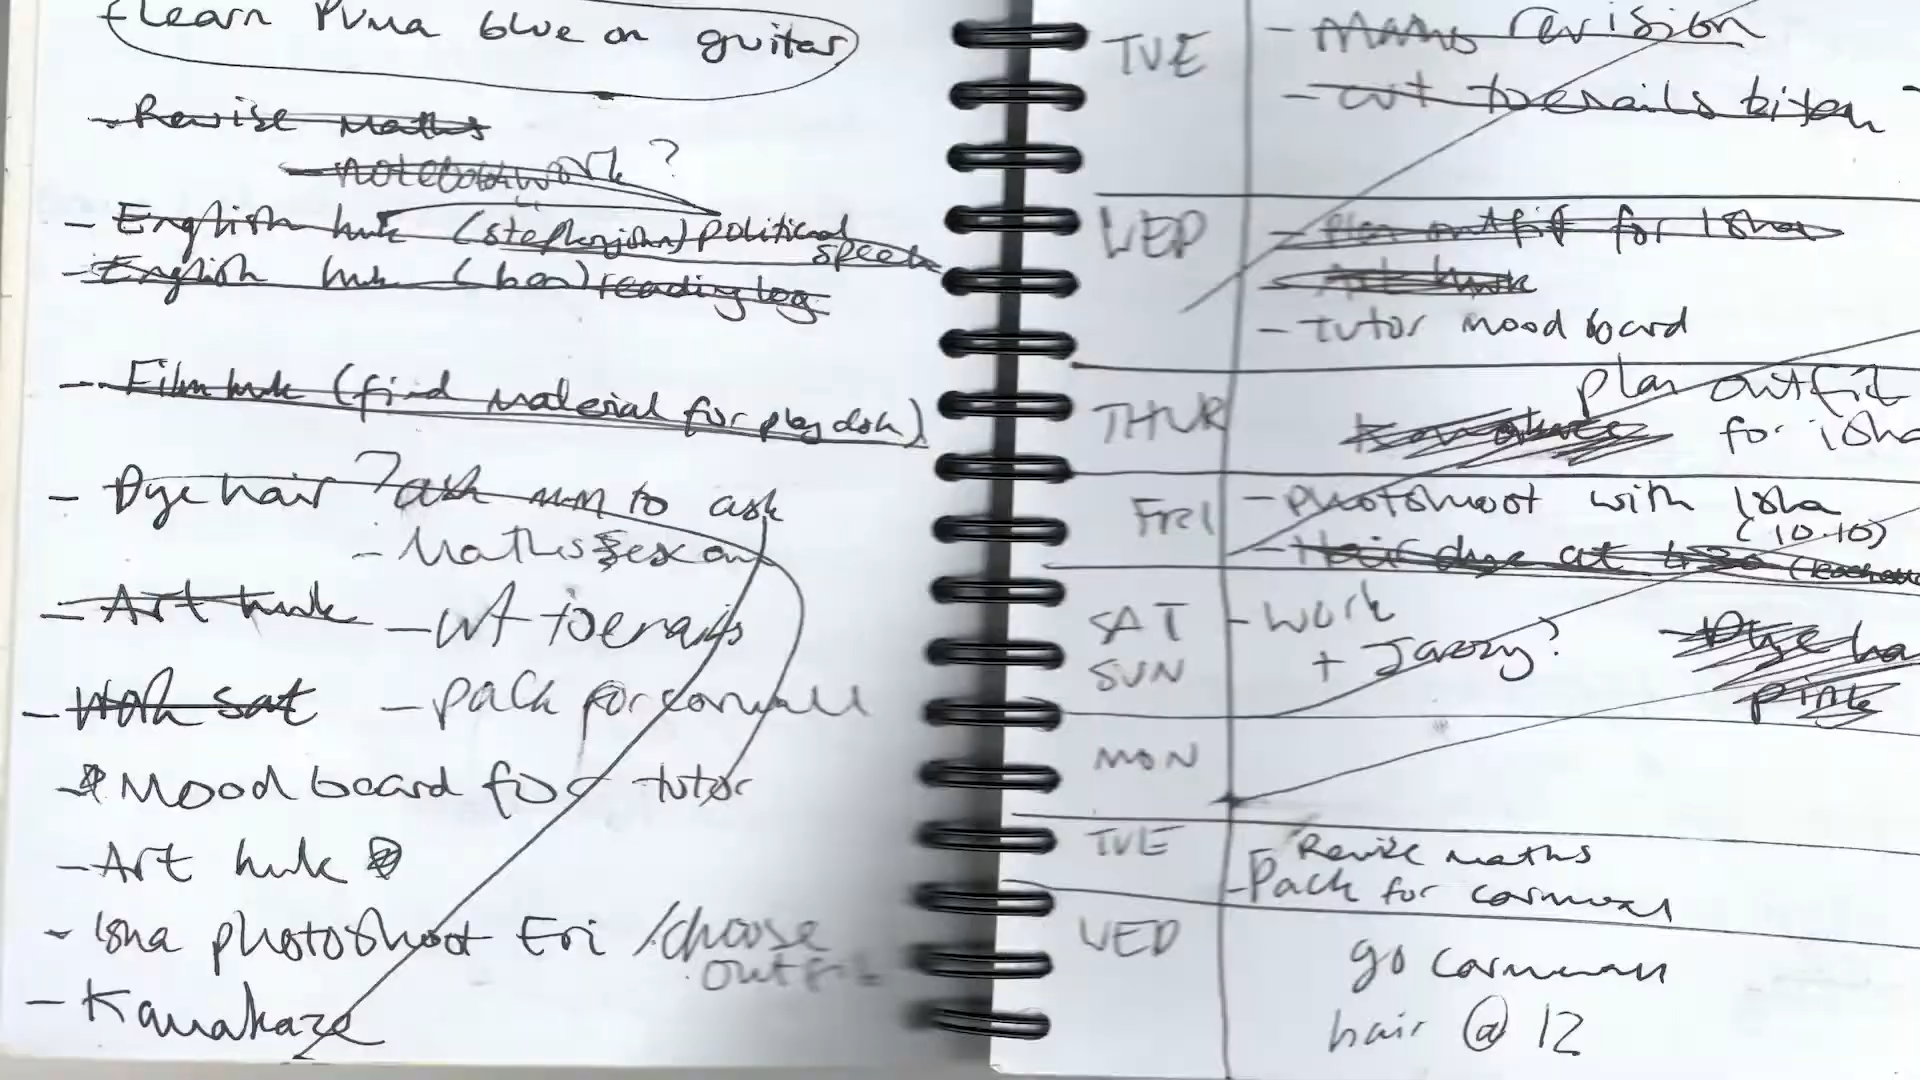 Learn Puma blue on guitar
- Revise Maths
- notebook work?
- English hwk (stephenjohn) political speech
- English hwk (ben) reading log
- Film hwk (find material for play doh)
- Dye hair? ask mum to ask
- Maths
- Art hwk
- cut toenails
- Work sat
- pack for cornwall
Mood board for tutor
- Art hwk
- Isha photoshoot Fri / choose outfit
- Kamakaze
TUE
- Maths revision
- cut toenails
WED
- Plan outfit for Isha
- Art hwk
- tutor mood board
THUR
plan outfit for isha
FRI
- photoshoot with Isha
(10.10)
- Hair dye at
SAT
SUN
- work
+ Jazzy?
- Dye
pink
MON
TUE
Revise maths
- Pack for cornwall
WED
go cornwall
hair @ 12